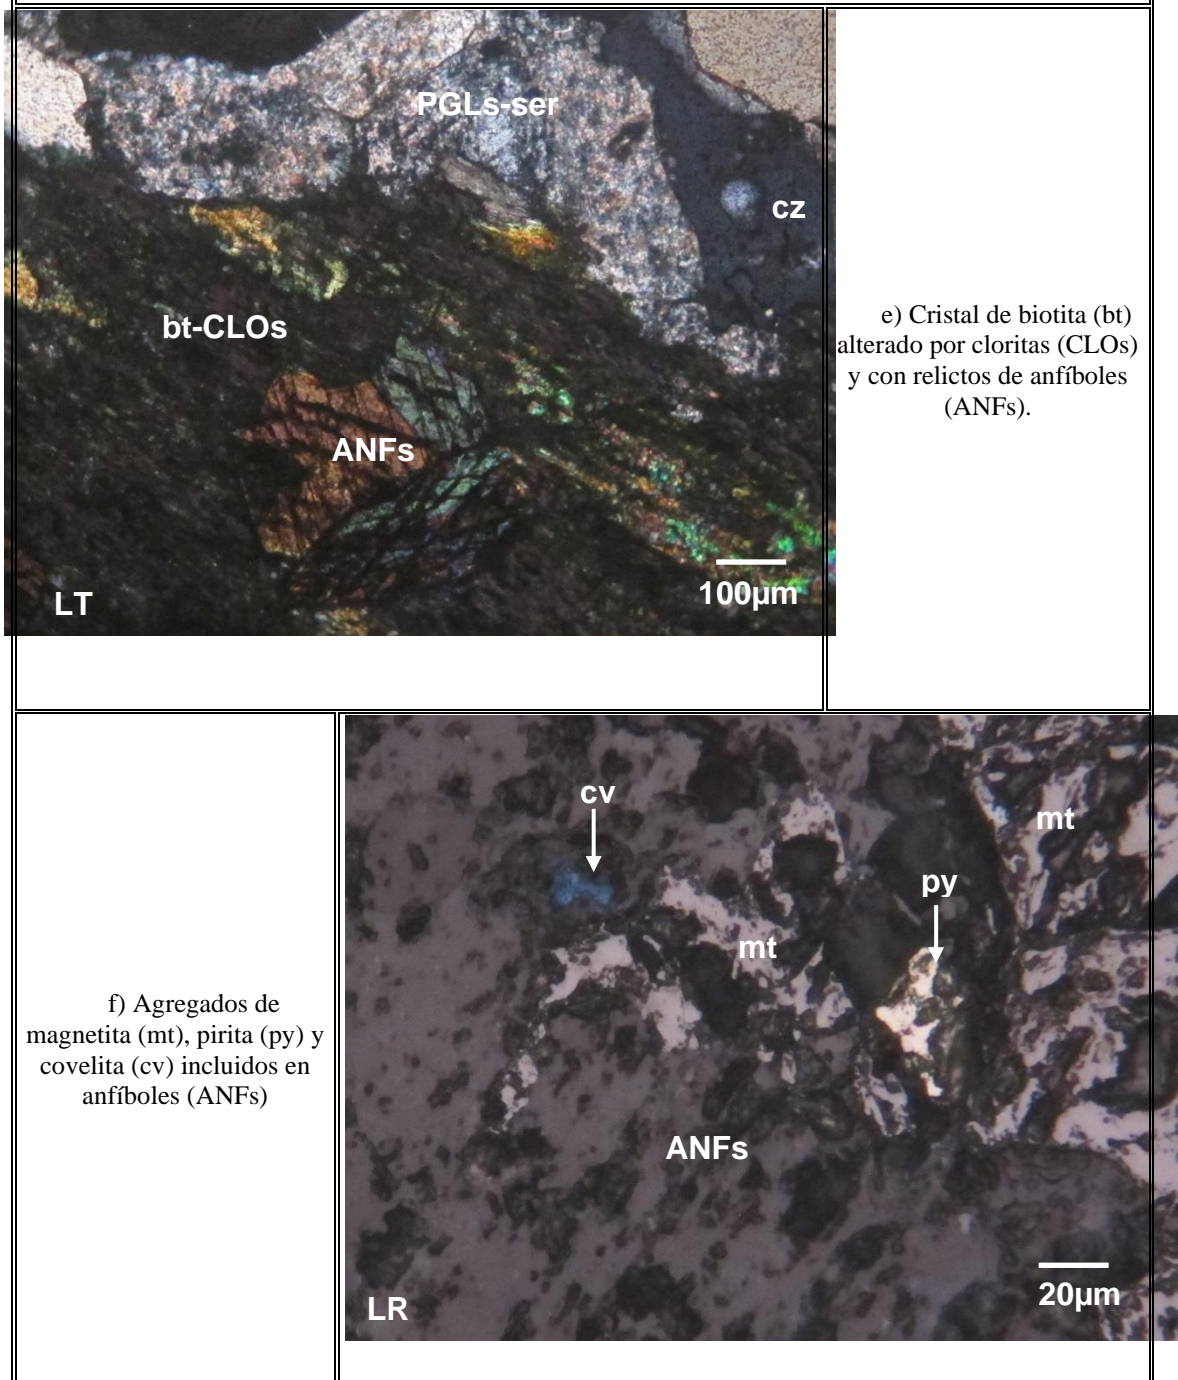 PGLs-ser
cz
bt-CLOs
ANFs
100µm
LT
e) Cristal de biotita (bt)
alterado por cloritas (CLOs)
y con relictos de anfíboles
(ANFs).
f) Agregados de
magnetita (mt), pirita (py) y
covelita (cv) incluidos en
anfíboles (ANFs)
cv
mt
py
mt
ANFs
20µm
LR